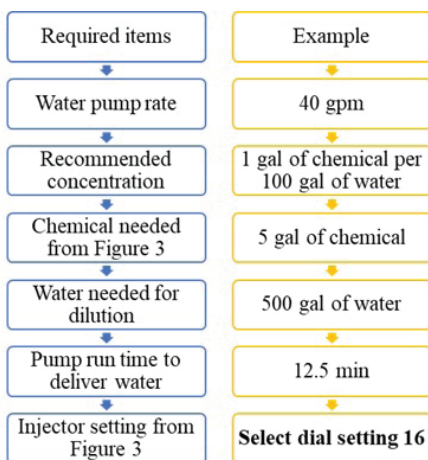 Required items
Example
Water pump rate
40 gpm
Recommended
concentration
1 gal of chemical per
100 gal of water
Chemical needed
from Figure 3
5 gal of chemical
Water needed for
dilution
500 gal of water
Pump run time to
deliver water
12.5 min
Injector setting from
Figure 3
Select dial setting 16